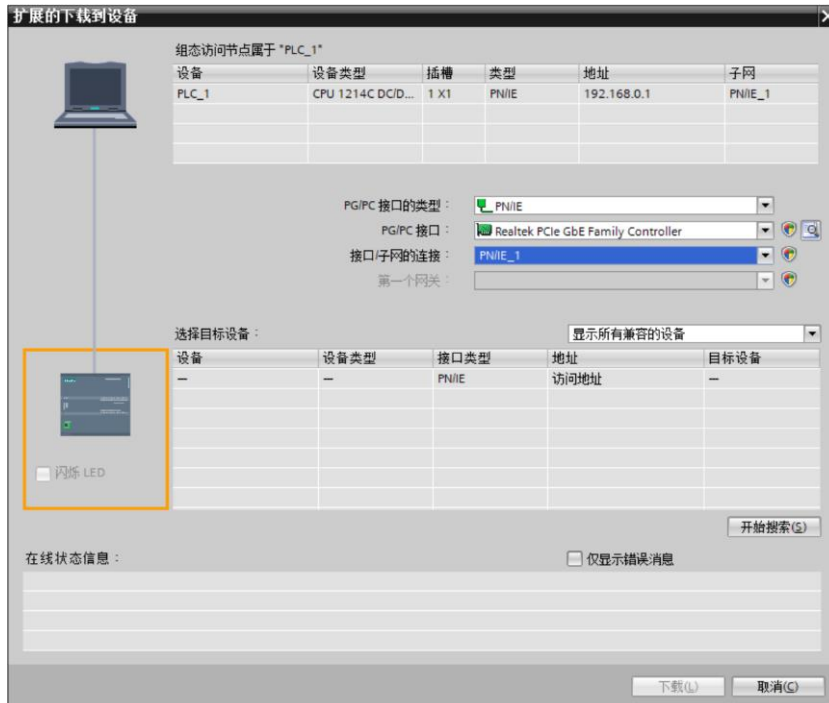 扩展的下载到设备
组态访问节点属于 "PLC_1"
设备 设备类型 插槽 类型 地址 子网
PLC_1 CPU 1214C DC/D... 1 X1 PN/IE 192.168.0.1 PN/IE_1
PG/PC 接口的类型： PN/IE
PG/PC 接口： Realtek PCIe GbE Family Controller
接口/子网的连接： PN/IE_1
第一个网关：
选择目标设备： 显示所有兼容的设备
设备 设备类型 接口类型 地址 目标设备
— — PN/IE 访问地址 —
闪烁 LED
开始搜索(S)
在线状态信息： 仅显示错误消息
下载(L) 取消(C)